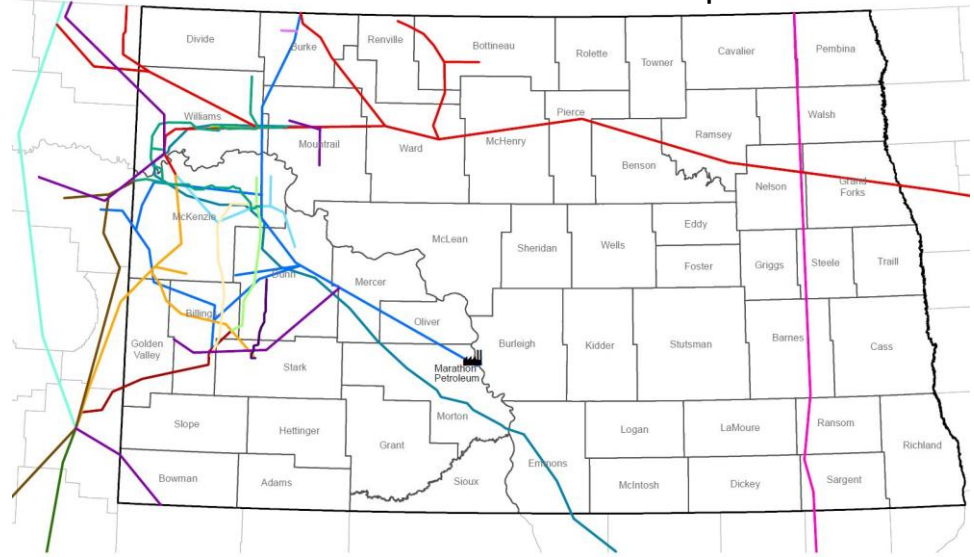 Divide
Burke
Renville
Bottineau
Rolette
Towner
Cavalier
Pembina
Williams
Mountrail
Ward
McHenry
Pierce
Benson
Ramsey
Walsh
Nelson
Grand
Forks
McKenzie
McLean
Sheridan
Wells
Eddy
Foster
Griggs
Steele
Traill
Dunn
Mercer
Oliver
Billings
Golden
Valley
Stark
Marathon
Petroleum
Burleigh
Kidder
Stutsman
Barnes
Cass
Slope
Hettinger
Grant
Morton
Logan
LaMoure
Ransom
Richland
Bowman
Adams
Sioux
Emmons
McIntosh
Dickey
Sargent